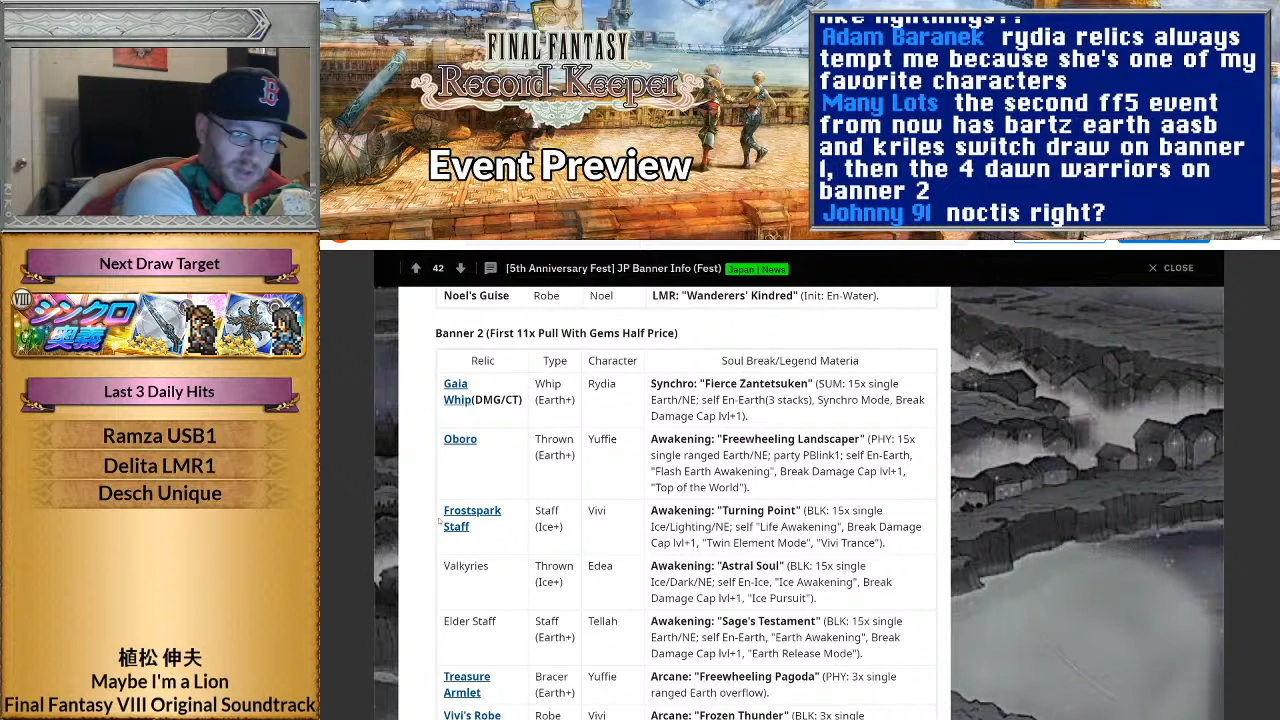 like lightnings??
Adam Baranek rydia relics always
tempt me because she's one of my
favorite characters
Many Lots the second ff5 event
from now has bartz earth aasb
and kriles switch draw on banner
1, then the 4 dawn warriors on
banner 2
Johnny 91 noctis right?
FINAL FANTASY
Record Keeper
Event Preview
B
Next Draw Target
VIII
シンクロ
奥義
Last 3 Daily Hits
Ramza USB1
Delita LMR1
Desch Unique
植松 伸夫
Maybe I'm a Lion
Final Fantasy VIII Original Soundtrack
42 [5th Anniversary Fest] JP Banner Info (Fest) Japan | News CLOSE
Noel's Guise Robe Noel LMR: "Wanderers' Kindred" (Init: En-Water).
Banner 2 (First 11x Pull With Gems Half Price)
Relic Type Character Soul Break/Legend Materia
Gaia Whip Rydia Synchro: "Fierce Zantetsuken" (SUM: 15x single
Whip(DMG/CT) (Earth+) Earth/NE; self En-Earth(3 stacks), Synchro Mode, Break
Damage Cap lvl+1).
Oboro Thrown Yuffie Awakening: "Freewheeling Landscaper" (PHY: 15x
(Earth+) single ranged Earth/NE; party PBlink1; self En-Earth,
"Flash Earth Awakening", Break Damage Cap lvl+1,
"Top of the World").
Frostspark Staff Vivi Awakening: "Turning Point" (BLK: 15x single
Staff (Ice+) Ice/Lighting/NE; self "Life Awakening", Break Damage
Cap lvl+1, "Twin Element Mode", "Vivi Trance").
Valkyries Thrown Edea Awakening: "Astral Soul" (BLK: 15x single
(Ice+) Ice/Dark/NE; self En-Ice, "Ice Awakening", Break
Damage Cap lvl+1, "Ice Pursuit").
Elder Staff Staff Tellah Awakening: "Sage's Testament" (BLK: 15x single
(Earth+) Earth/NE; self En-Earth, "Earth Awakening", Break
Damage Cap lvl+1, "Earth Release Mode").
Treasure Bracer Yuffie Arcane: "Freewheeling Pagoda" (PHY: 3x single
Armlet (Earth+) ranged Earth overflow).
Vivi's Robe Robe Vivi Arcane: "Frozen Thunder" (BLK: 3x single